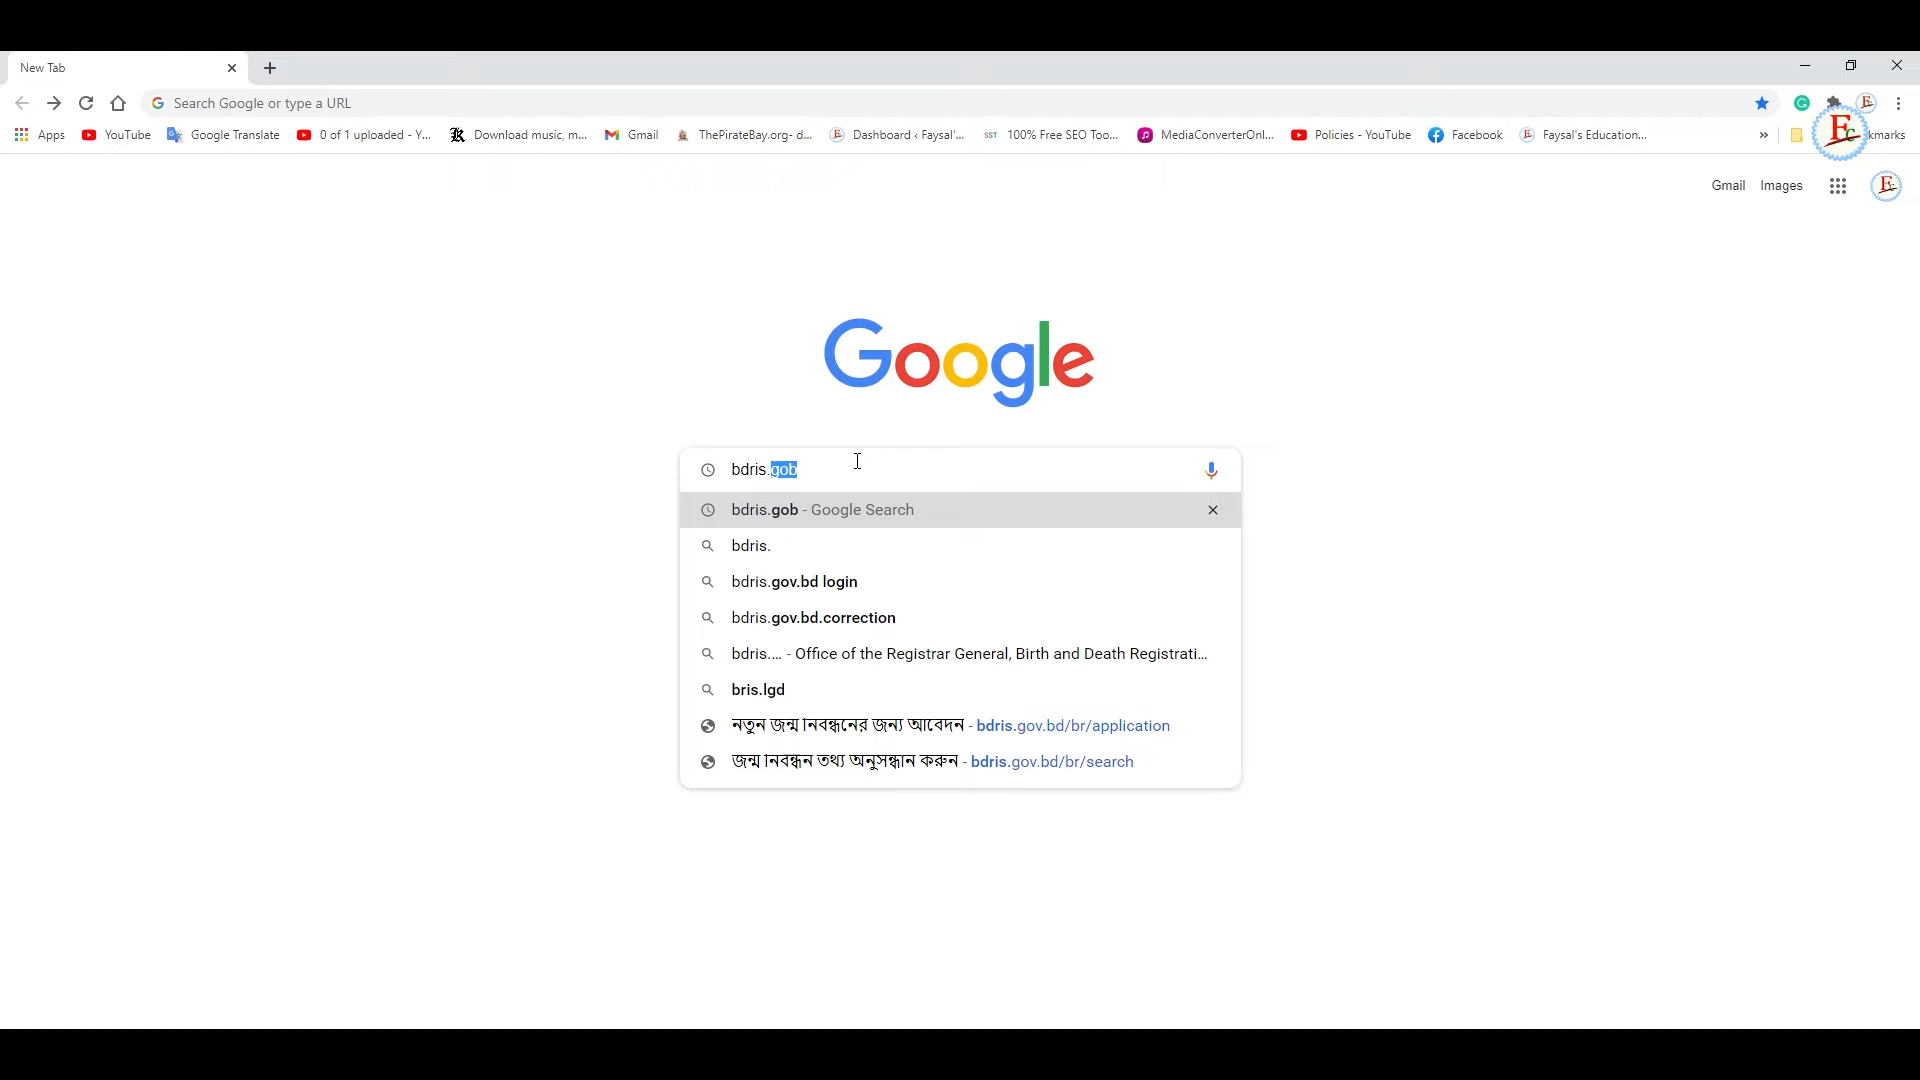 New Tab
Search Google or type a URL
Apps YouTube Google Translate 0 of 1 uploaded - Y... Download music, m... Gmail ThePirateBay.org- d... Dashboard ‹ Faysal'... SST 100% Free SEO Too... MediaConverterOnl... Policies - YouTube Facebook Faysal's Education... » kmarks
Gmail Images
Google
bdris.gob
bdris.gob - Google Search
bdris.
bdris.gov.bd login
bdris.gov.bd.correction
bdris.... - Office of the Registrar General, Birth and Death Registrati...
bris.lgd
নতুন জন্ম নিবন্ধনের জন্য আবেদন - bdris.gov.bd/br/application
জন্ম নিবন্ধন তথ্য অনুসন্ধান করুন - bdris.gov.bd/br/search